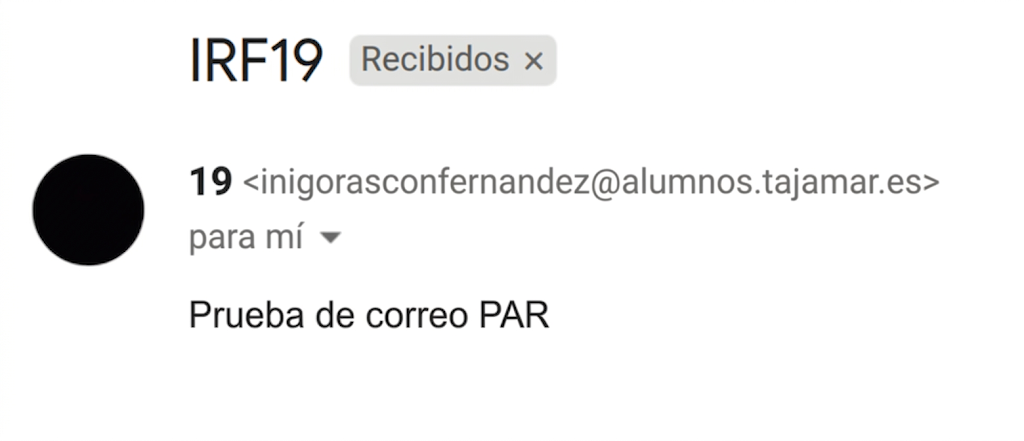 IRF19 Recibidos ×
19 <inigorasconfernandez@alumnos.tajamar.es>
para mí
Prueba de correo PAR